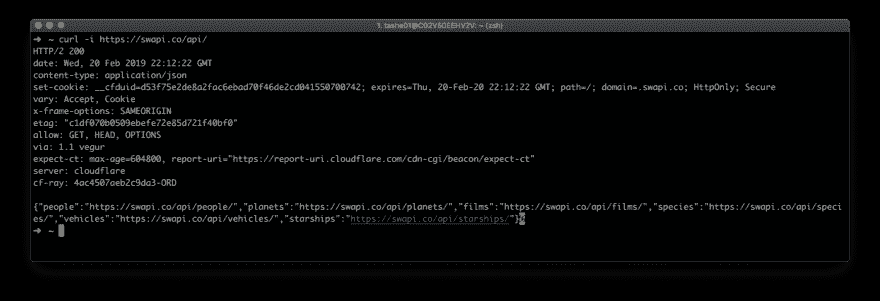 1. tashe01@C02V60EEHV2V: ~ (zsh)
➜ ~ curl -i https://swapi.co/api/
HTTP/2 200
date: Wed, 20 Feb 2019 22:12:22 GMT
content-type: application/json
set-cookie: __cfduid=d53f75e2de8a2fac6ebad70f46de2cd041550700742; expires=Thu, 20-Feb-20 22:12:22 GMT; path=/; domain=.swapi.co; HttpOnly; Secure
vary: Accept, Cookie
x-frame-options: SAMEORIGIN
etag: "c1df070b0509ebefe72e85d721f40bf0"
allow: GET, HEAD, OPTIONS
via: 1.1 vegur
expect-ct: max-age=604800, report-uri="https://report-uri.cloudflare.com/cdn-cgi/beacon/expect-ct"
server: cloudflare
cf-ray: 4ac4507aeb2c9da3-ORD
{"people":"https://swapi.co/api/people/","planets":"https://swapi.co/api/planets/","films":"https://swapi.co/api/films/","species":"https://swapi.co/api/speci
es/","vehicles":"https://swapi.co/api/vehicles/","starships":"https://swapi.co/api/starships/"}%
➜ ~